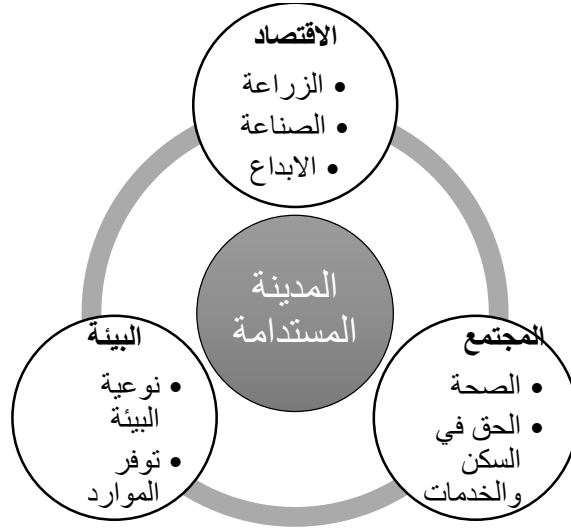 الاقتصاد
• الزراعة
• الصناعة
• الابداع
المدينة
المستدامة
المجتمع
• الصحة
• الحق في
السكن
والخدمات
البيئة
• نوعية
البيئة
• توفر
الموارد